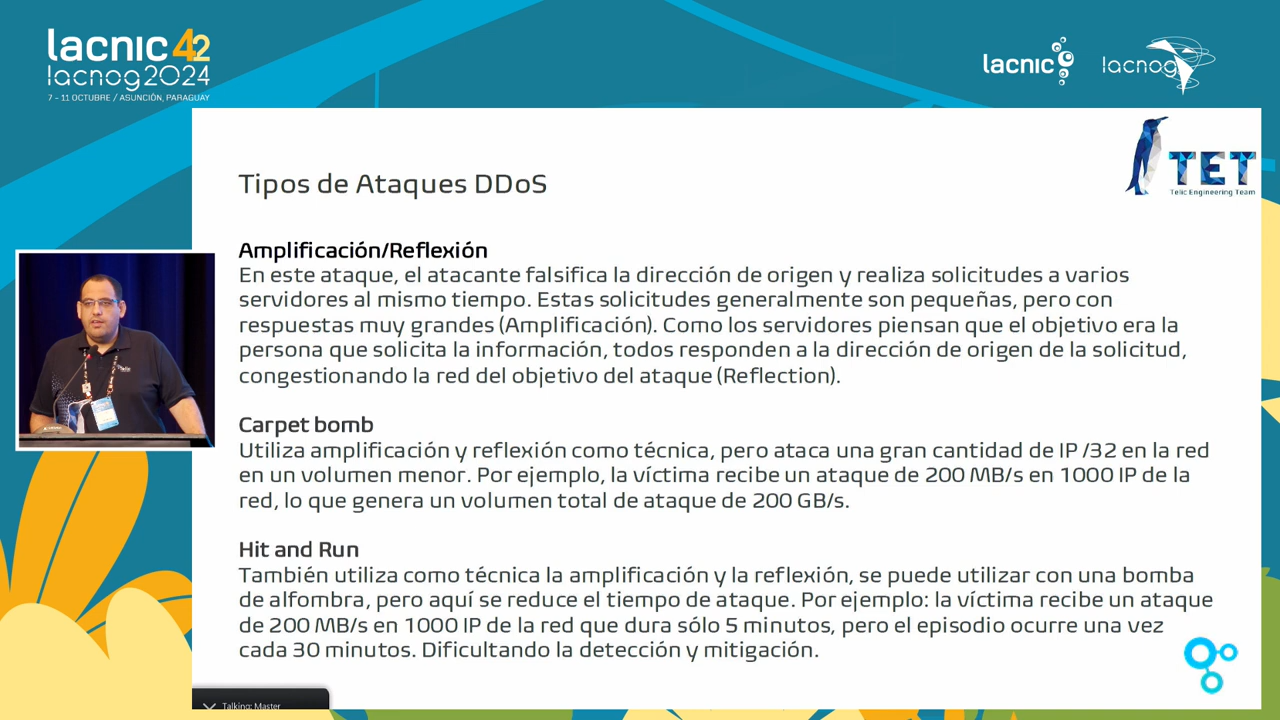 lacnic 42
lacnog2024
7 - 11 OCTUBRE / ASUNCIÓN, PARAGUAY
lacnic
lacnog
TET
Telic Engineering Team
Tipos de Ataques DDoS
Amplificación/Reflexión
En este ataque, el atacante falsifica la dirección de origen y realiza solicitudes a varios
servidores al mismo tiempo. Estas solicitudes generalmente son pequeñas, pero con
respuestas muy grandes (Amplificación). Como los servidores piensan que el objetivo era la
persona que solicita la información, todos responden a la dirección de origen de la solicitud,
congestionando la red del objetivo del ataque (Reflection).
Carpet bomb
Utiliza amplificación y reflexión como técnica, pero ataca una gran cantidad de IP /32 en la red
en un volumen menor. Por ejemplo, la víctima recibe un ataque de 200 MB/s en 1000 IP de la
red, lo que genera un volumen total de ataque de 200 GB/s.
Hit and Run
También utiliza como técnica la amplificación y la reflexión, se puede utilizar con una bomba
de alfombra, pero aquí se reduce el tiempo de ataque. Por ejemplo: la víctima recibe un ataque
de 200 MB/s en 1000 IP de la red que dura sólo 5 minutos, pero el episodio ocurre una vez
cada 30 minutos. Dificultando la detección y mitigación.
Talking: Master